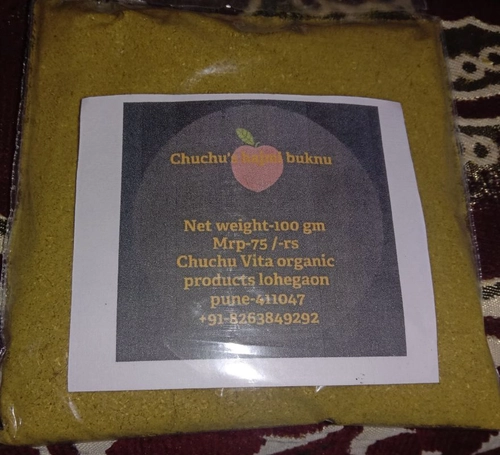 Chuchu's buknu
Net weight-100 gm
Mrp-75 /-rs
Chuchu Vita organic
products lohegaon
pune-411047
+91-8263849292